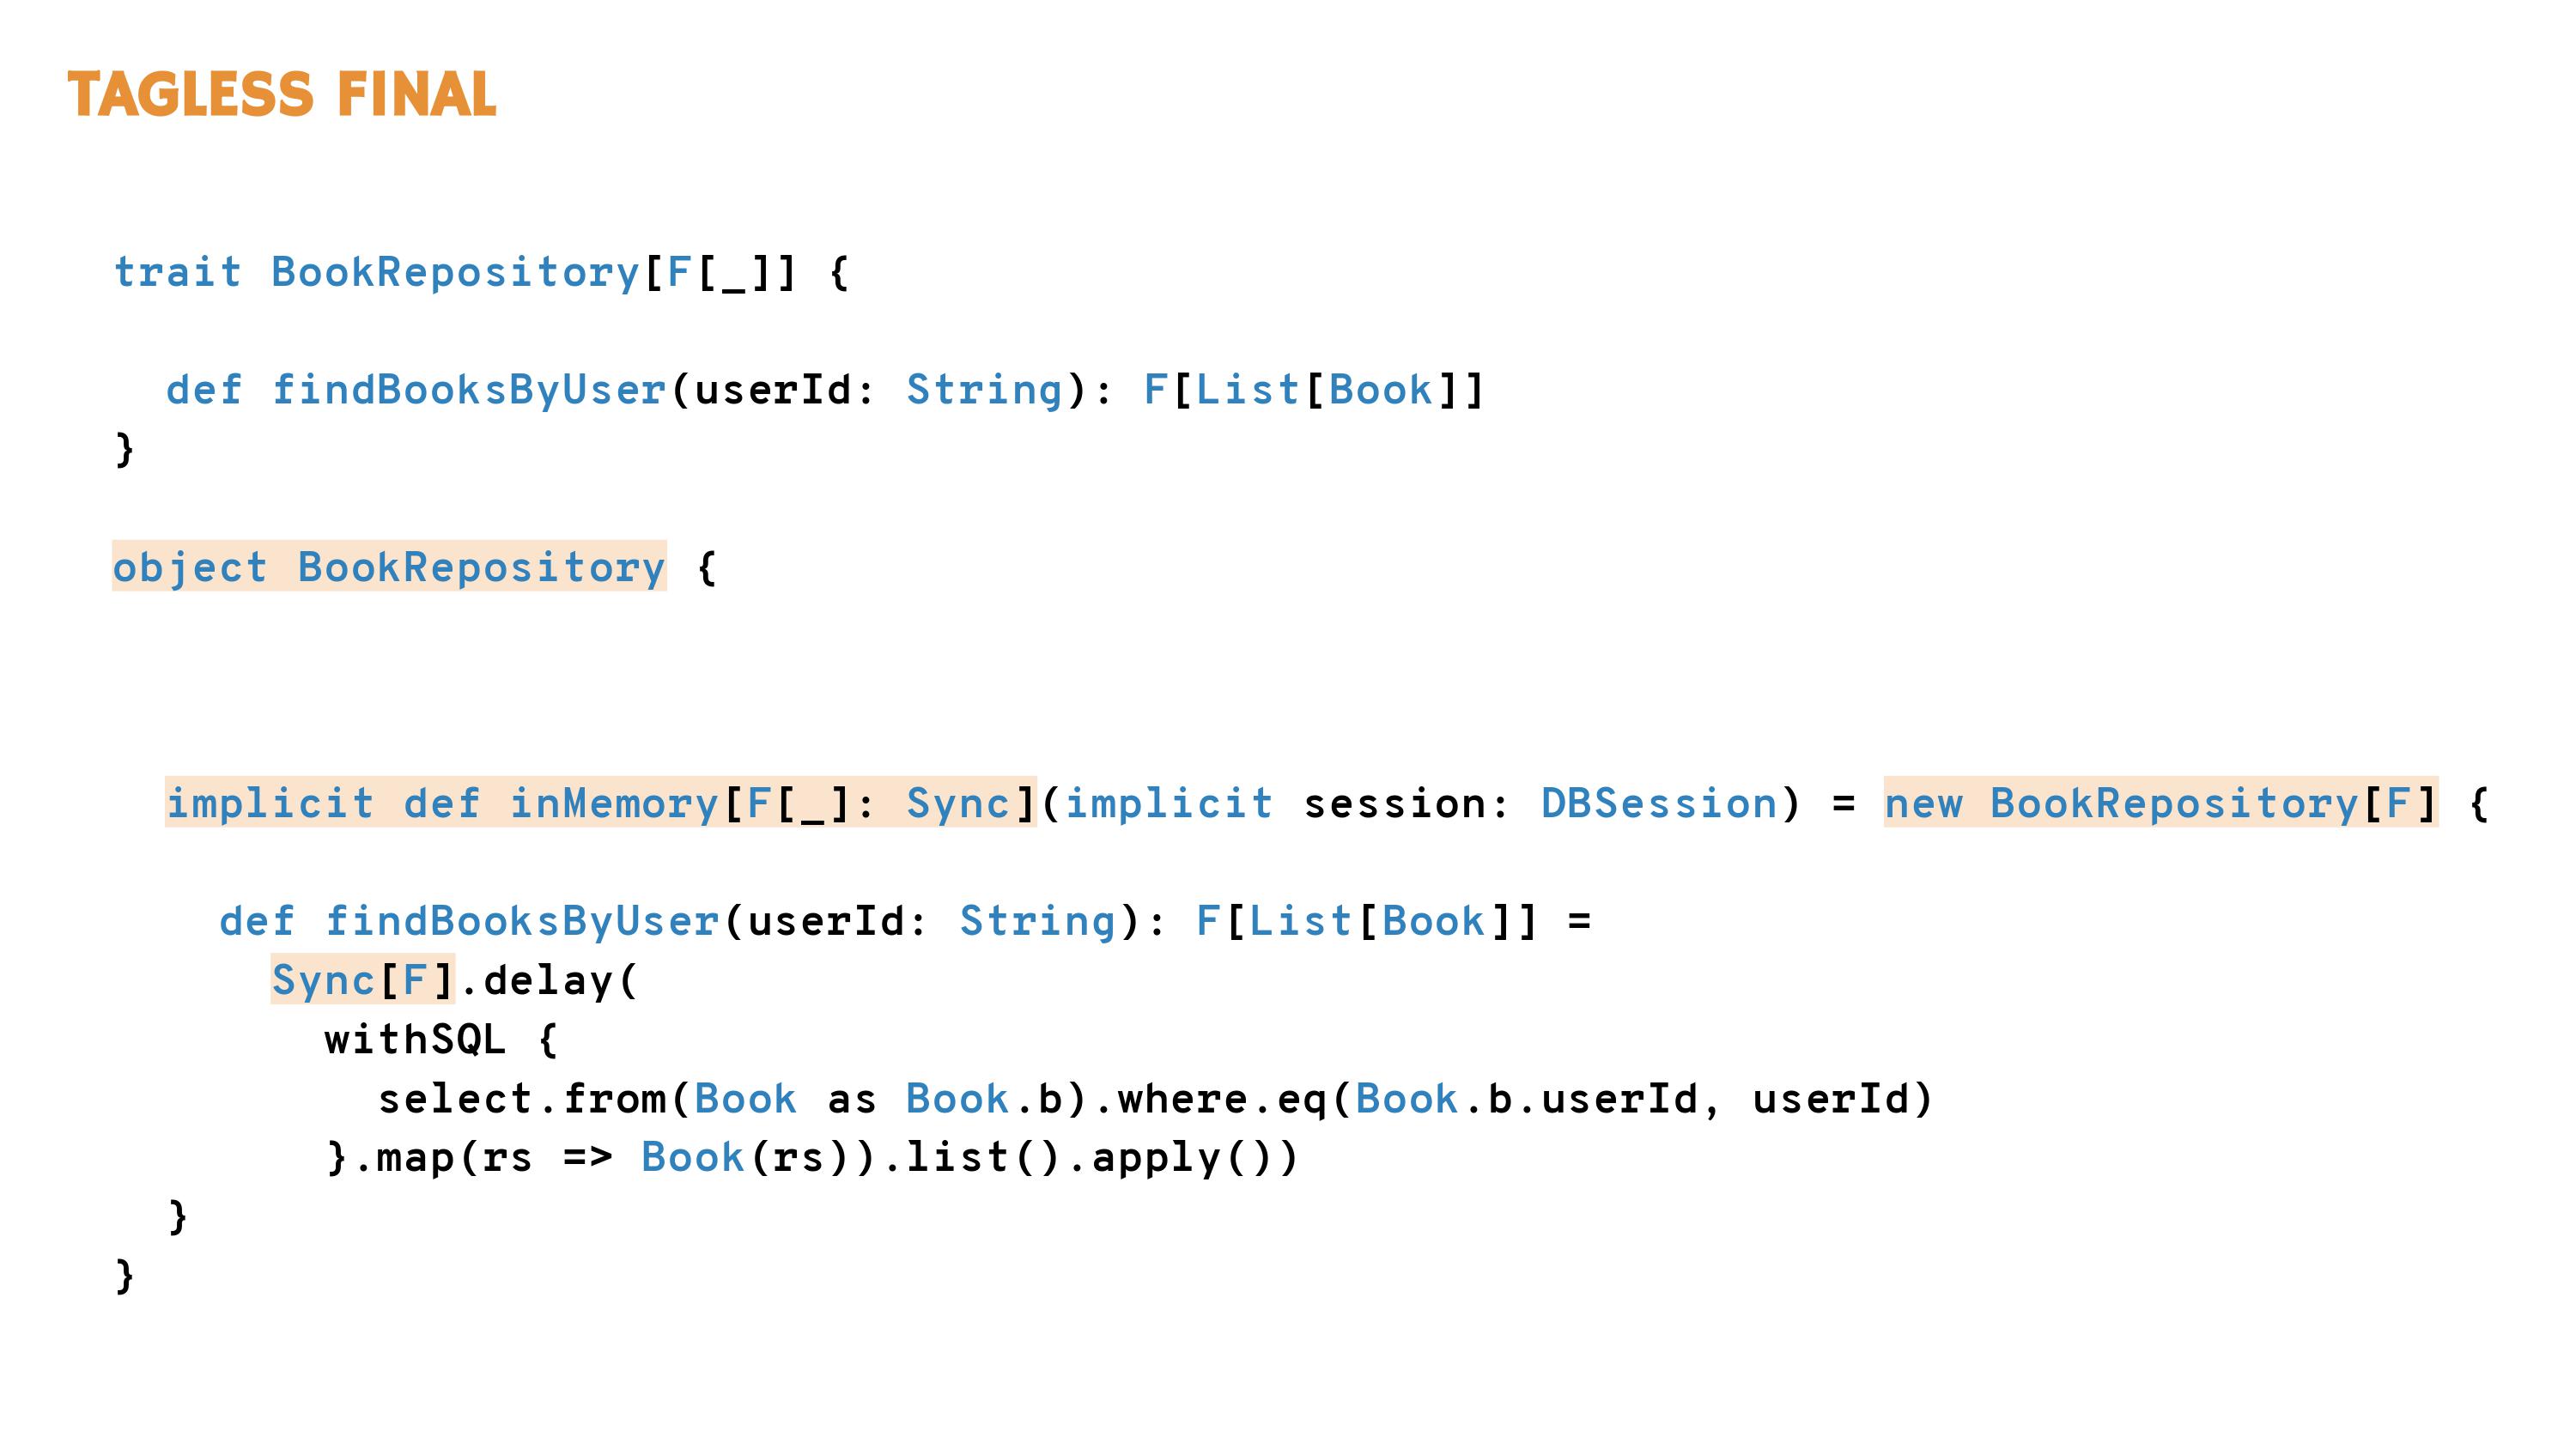 TAGLESS FINAL
trait BookRepository[F[_]] {
def findBooksByUser(userId: String): F[List[Book]]
}
object BookRepository {
implicit def inMemory[F[_]: Sync](implicit session: DBSession) = new BookRepository[F] {
def findBooksByUser(userId: String): F[List[Book]] =
Sync[F].delay(
withSQL {
select.from(Book as Book.b).where.eq(Book.b.userId, userId)
}.map(rs => Book(rs)).list().apply())
}
}